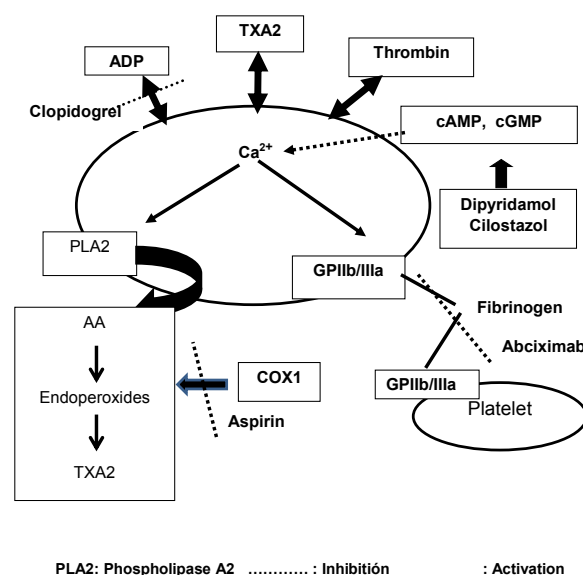 TXA2
ADP
Thrombin
Clopidogrel
cAMP, cGMP
Ca2+
Dipyridamol
Cilostazol
PLA2
GPIIb/IIIa
Fibrinogen
Abciximab
AA
COX1
GPIIb/IIIa
Endoperoxides
Platelet
Aspirin
TXA2
PLA2: Phospholipase A2 ............ : Inhibitión : Activation